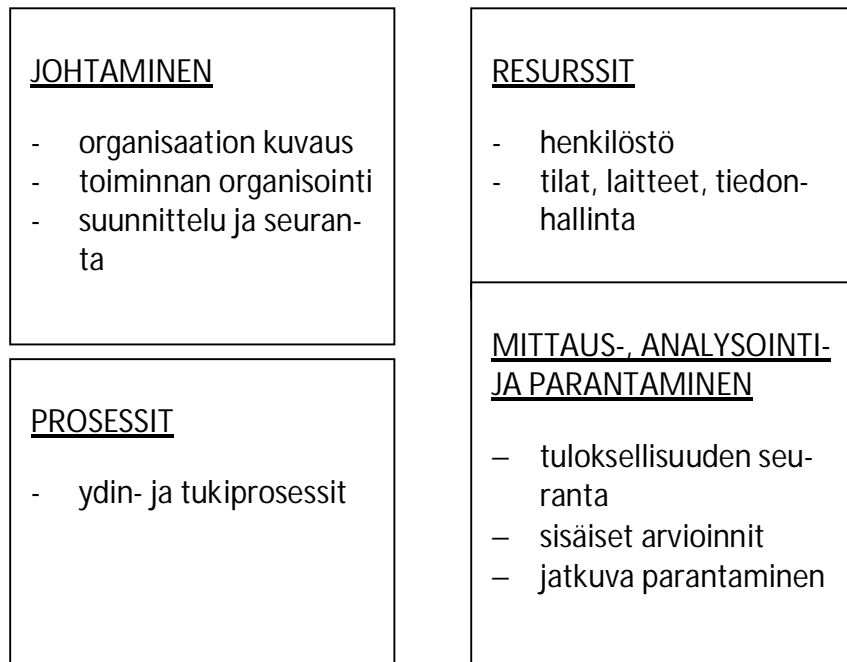 JOHTAMINEN
- organisaation kuvaus
- toiminnan organisointi
- suunnittelu ja seuran-
ta
PROSESSIT
- ydin- ja tukiprosessit
RESURSSIT
- henkilöstö
- tilat, laitteet, tiedon-
hallinta
MITTAUS-, ANALYSOINTI-
JA PARANTAMINEN
– tuloksellisuuden seu-
ranta
– sisäiset arvioinnit
– jatkuva parantaminen